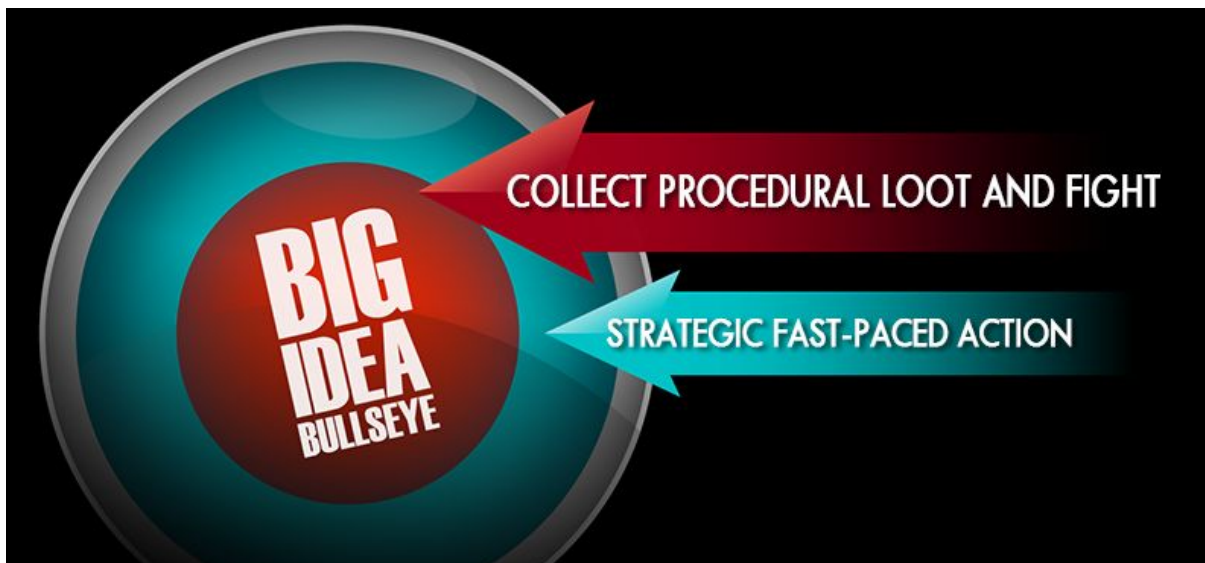 BIG
IDEA
BULLSEYE
COLLECT PROCEDURAL LOOT AND FIGHT
STRATEGIC FAST-PACED ACTION